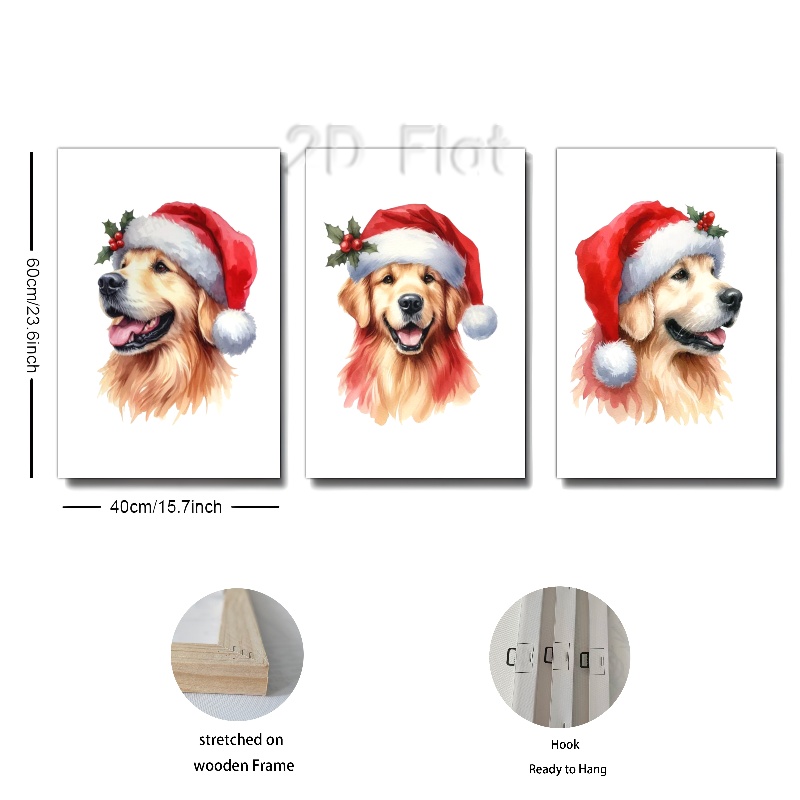 2D Flat
60cm/23.6inch
40cm/15.7inch
stretched on
wooden Frame
Hook
Ready to Hang